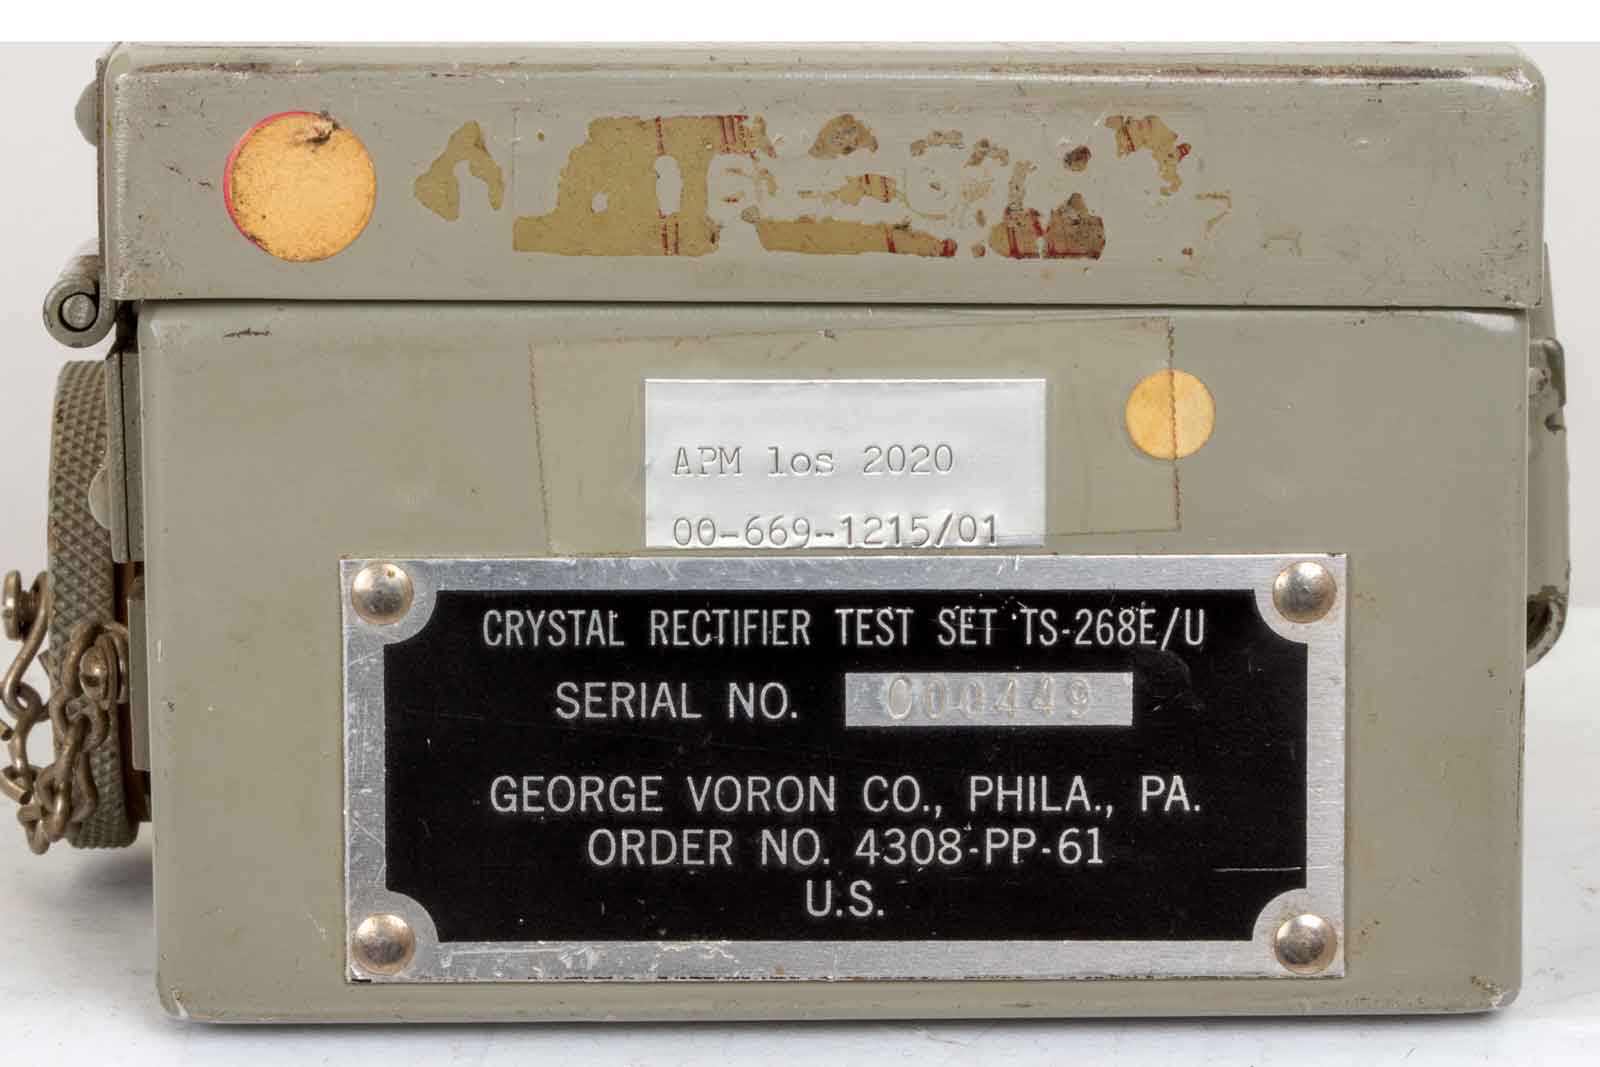 APM los 2020
00-669-1215/01
CRYSTAL RECTIFIER TEST SET TS-268E/U
SERIAL NO. 000449
GEORGE VORON CO., PHILA., PA.
ORDER NO. 4308-PP-61
U.S.